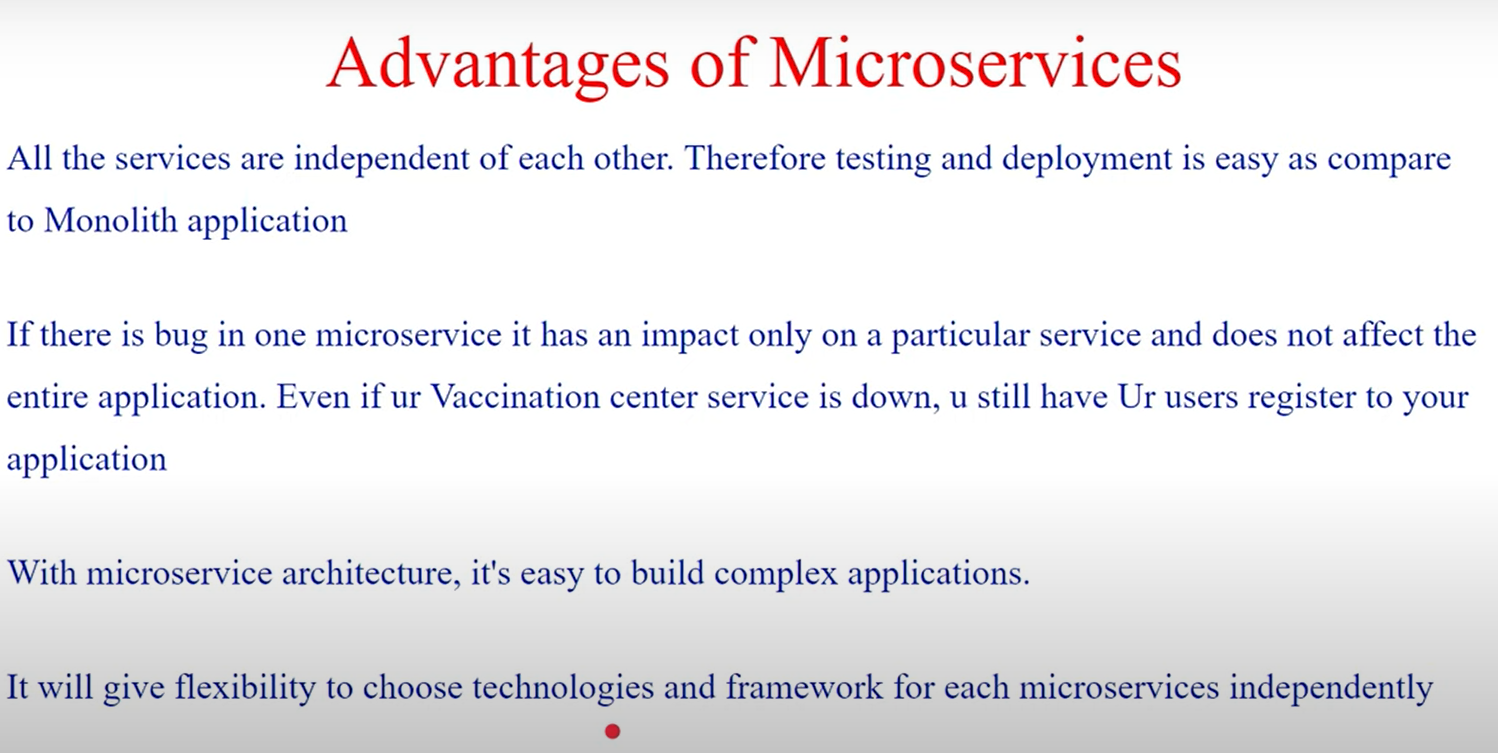 Advantages of Microservices
All the services are independent of each other. Therefore testing and deployment is easy as compare
to Monolith application
If there is bug in one microservice it has an impact only on a particular service and does not affect the
entire application. Even if ur Vaccination center service is down, u still have Ur users register to your
application
With microservice architecture, it's easy to build complex applications.
It will give flexibility to choose technologies and framework for each microservices independently